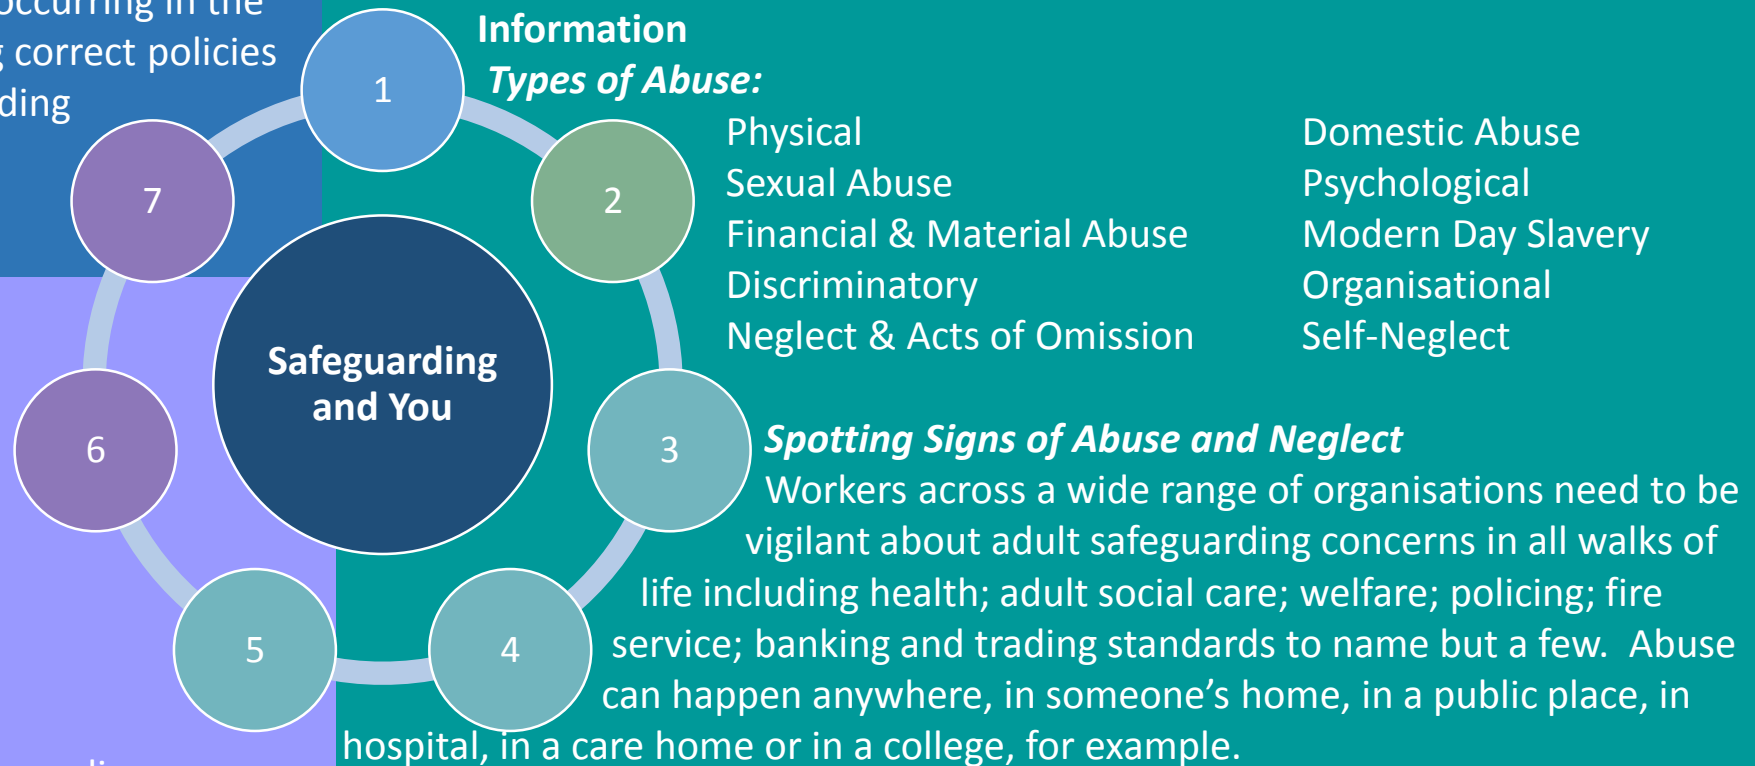 occurring in the
correct policies
1
Information
Types of Abuse:
7
2
Physical
Sexual Abuse
Financial & Material Abuse
Discriminatory
Neglect & Acts of Omission
Domestic Abuse
Psychological
Modern Day Slavery
Organisational
Self-Neglect
Safeguarding
and You
6
3
5
4
Spotting Signs of Abuse and Neglect
Workers across a wide range of organisations need to be
vigilant about adult safeguarding concerns in all walks of
life including health; adult social care; welfare; policing; fire
service; banking and trading standards to name but a few. Abuse
can happen anywhere, in someone’s home, in a public place, in
hospital, in a care home or in a college, for example.